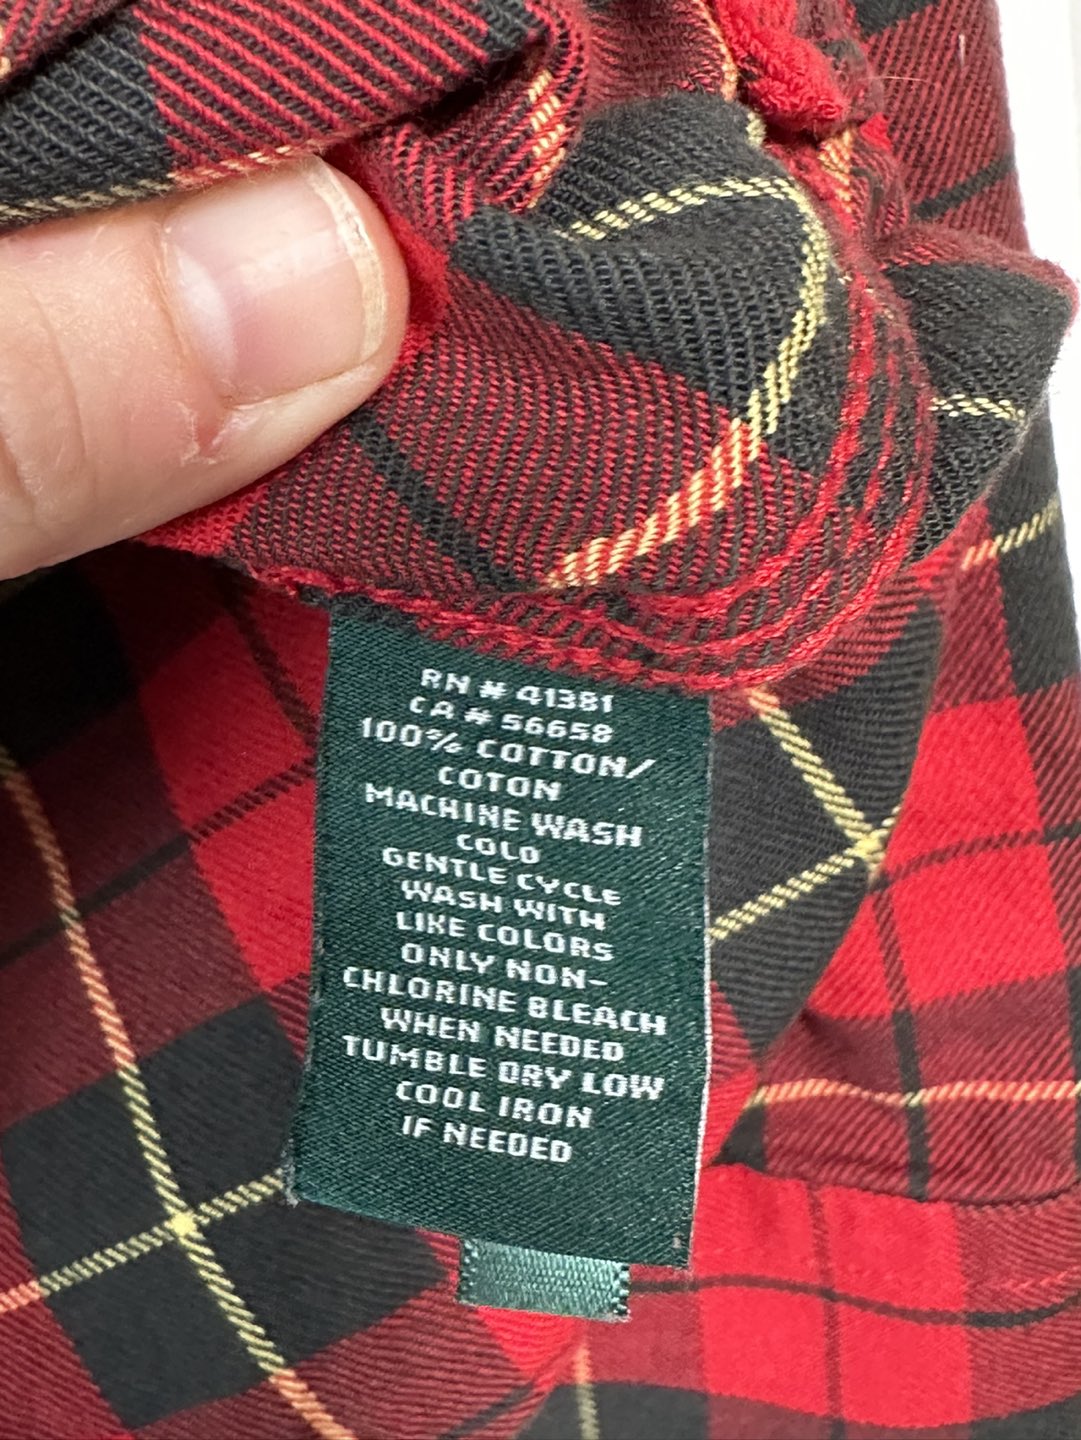 RN # 41381
CA # 56658
100% COTTON/
COTON
MACHINE WASH
COLD
GENTLE CYCLE
WASH WITH
LIKE COLORS
ONLY NON-
CHLORINE BLEACH
WHEN NEEDED
TUMBLE DRY LOW
COOL IRON
IF NEEDED